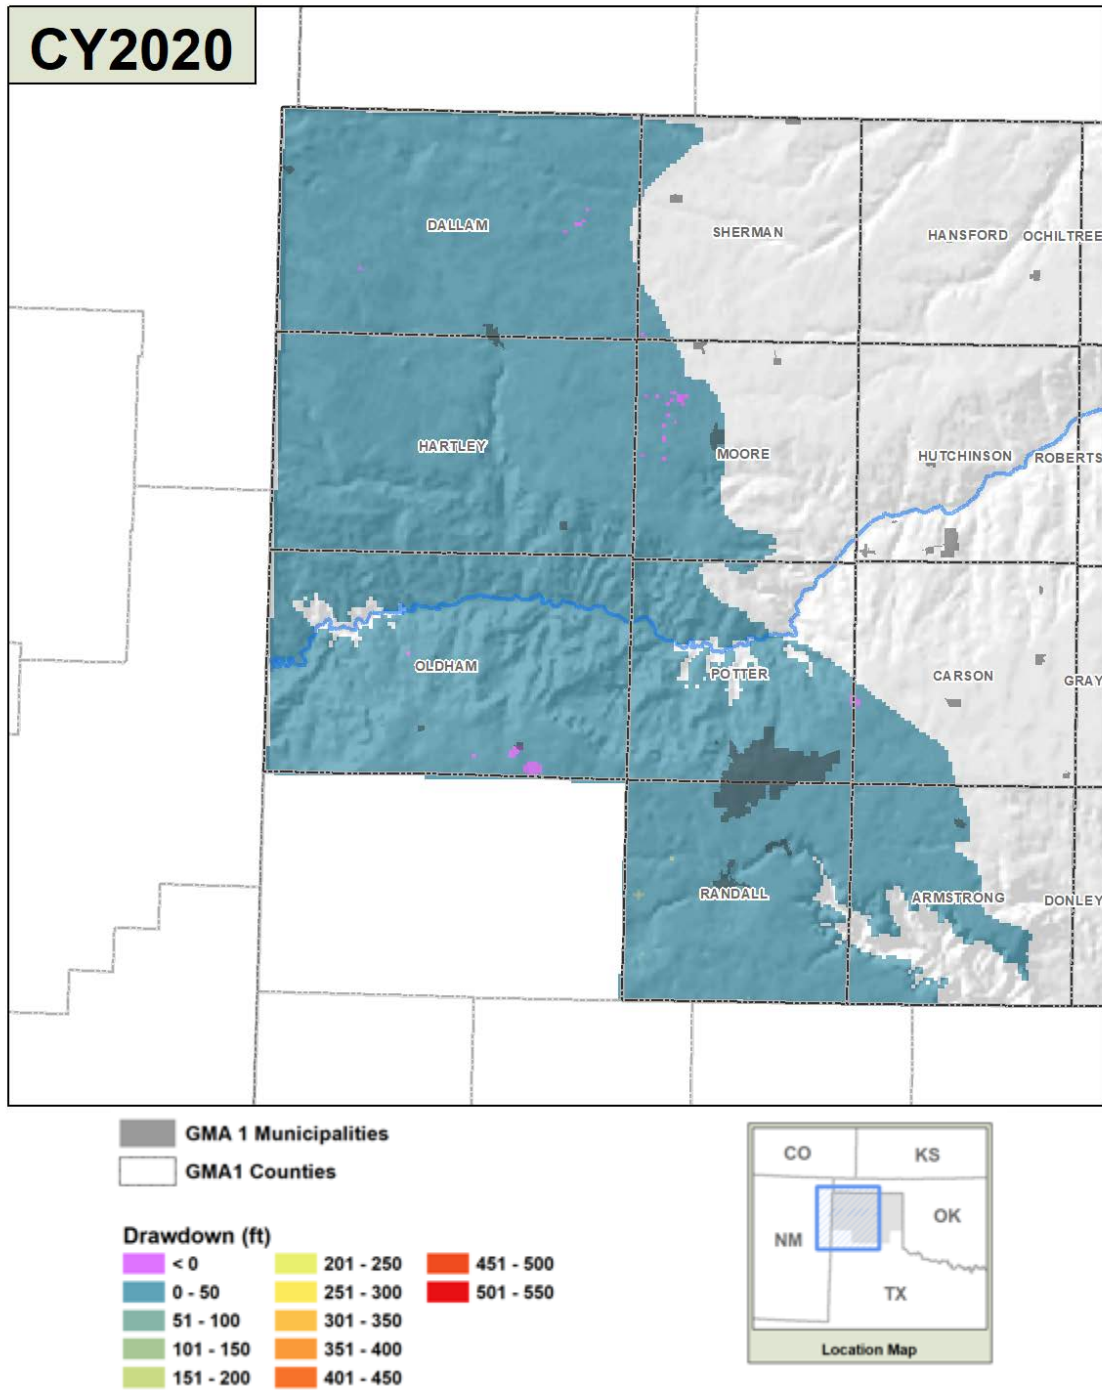 CY2020
DALLAM
SHERMAN
HANSFORD
OCHILTREE
HARTLEY
MOORE
HUTCHINSON
ROBERTS
OLDHAM
POTTER
CARSON
GRAY
RANDALL
ARMSTRONG
DONLEY
GMA 1 Municipalities
GMA1 Counties
Drawdown (ft)
< 0
0 - 50
51 - 100
101 - 150
151 - 200
201 - 250
251 - 300
301 - 350
351 - 400
401 - 450
451 - 500
501 - 550
CO
KS
NM
OK
TX
Location Map